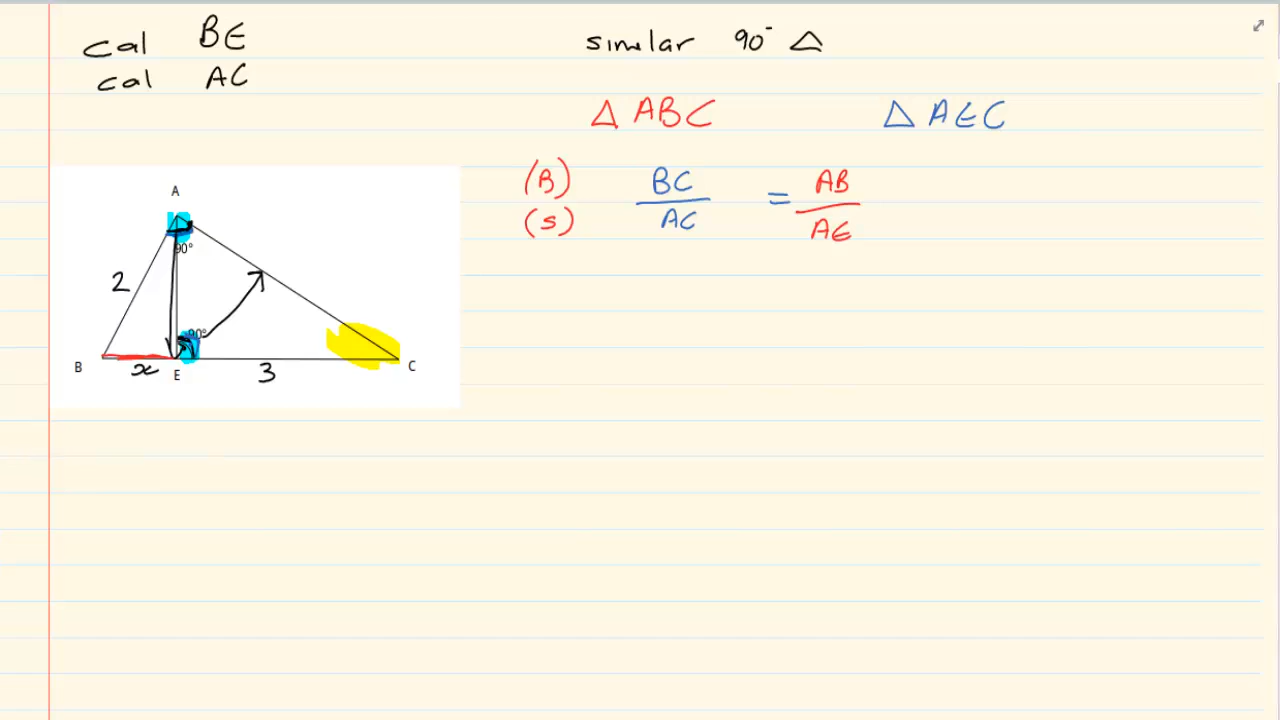 cal BE
cal AC
similar 90° △
△ ABC △ AEC
(B) BC = AB
(S) AC AE
A
90°
2
90°
B x E 3 C